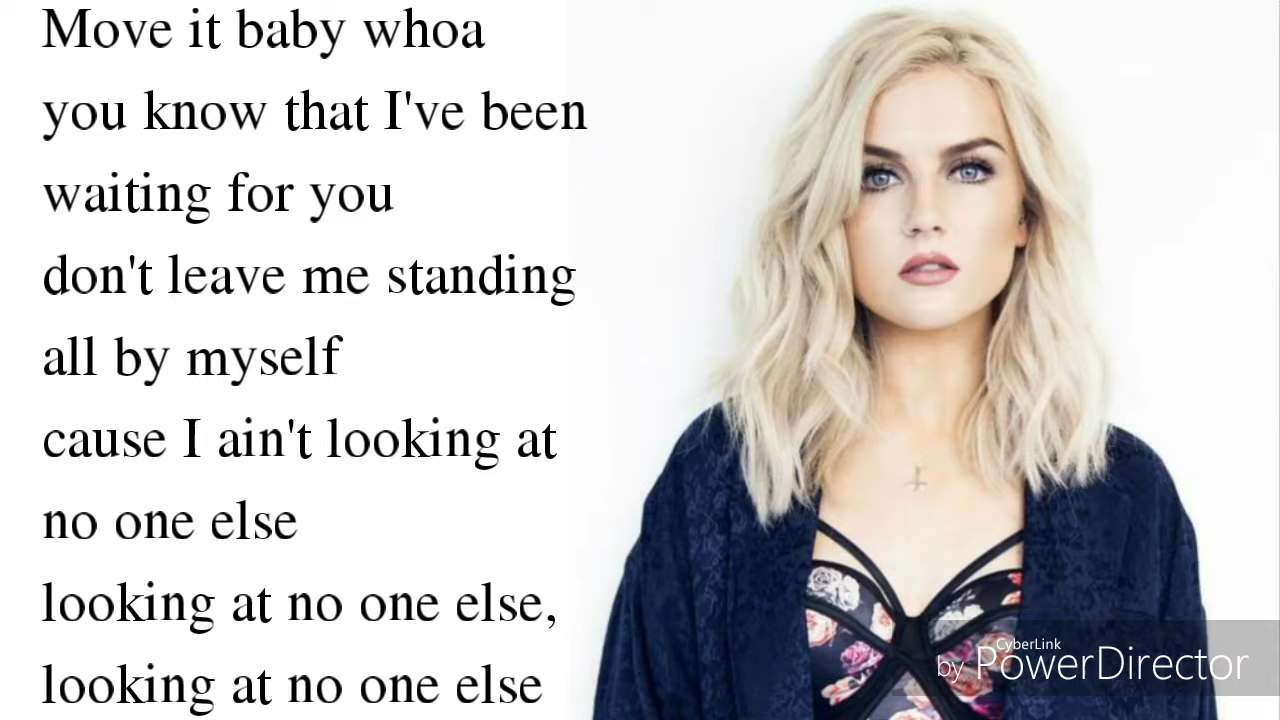 Move it baby whoa
you know that I've been
waiting for you
don't leave me standing
all by myself
cause I ain't looking at
no one else
looking at no one else,
looking at no one else
CyberLink
by PowerDirector